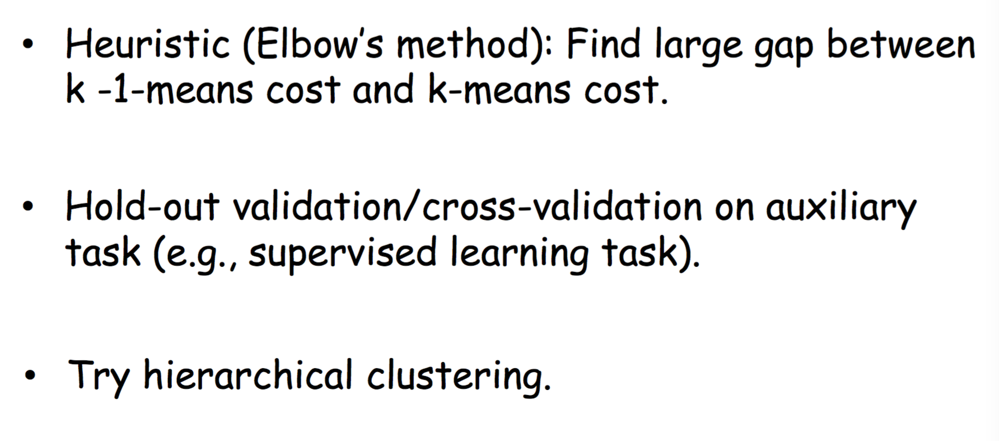 • Heuristic (Elbow's method): Find large gap between
k -1-means cost and k-means cost.
• Hold-out validation/cross-validation on auxiliary
task (e.g., supervised learning task).
• Try hierarchical clustering.